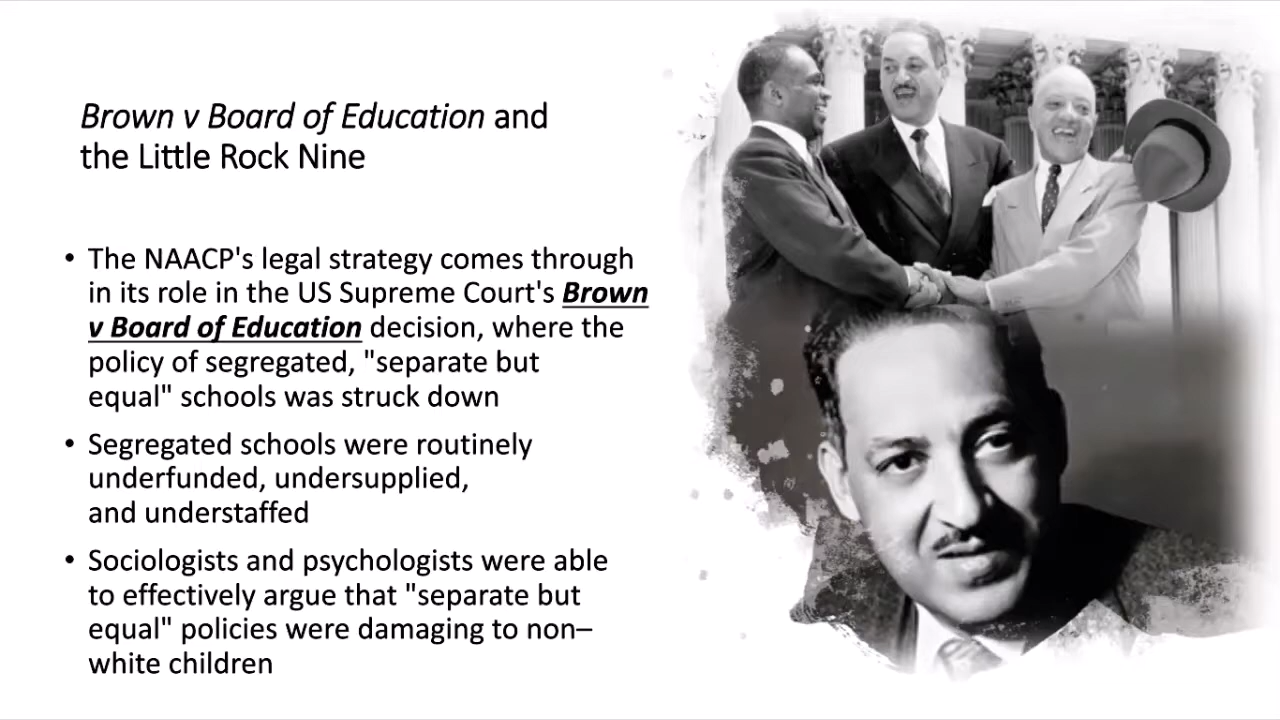 Brown v Board of Education and
the Little Rock Nine
• The NAACP's legal strategy comes through
in its role in the US Supreme Court's Brown
v Board of Education decision, where the
policy of segregated, "separate but
equal" schools was struck down
• Segregated schools were routinely
underfunded, undersupplied,
and understaffed
• Sociologists and psychologists were able
to effectively argue that "separate but
equal" policies were damaging to non–
white children